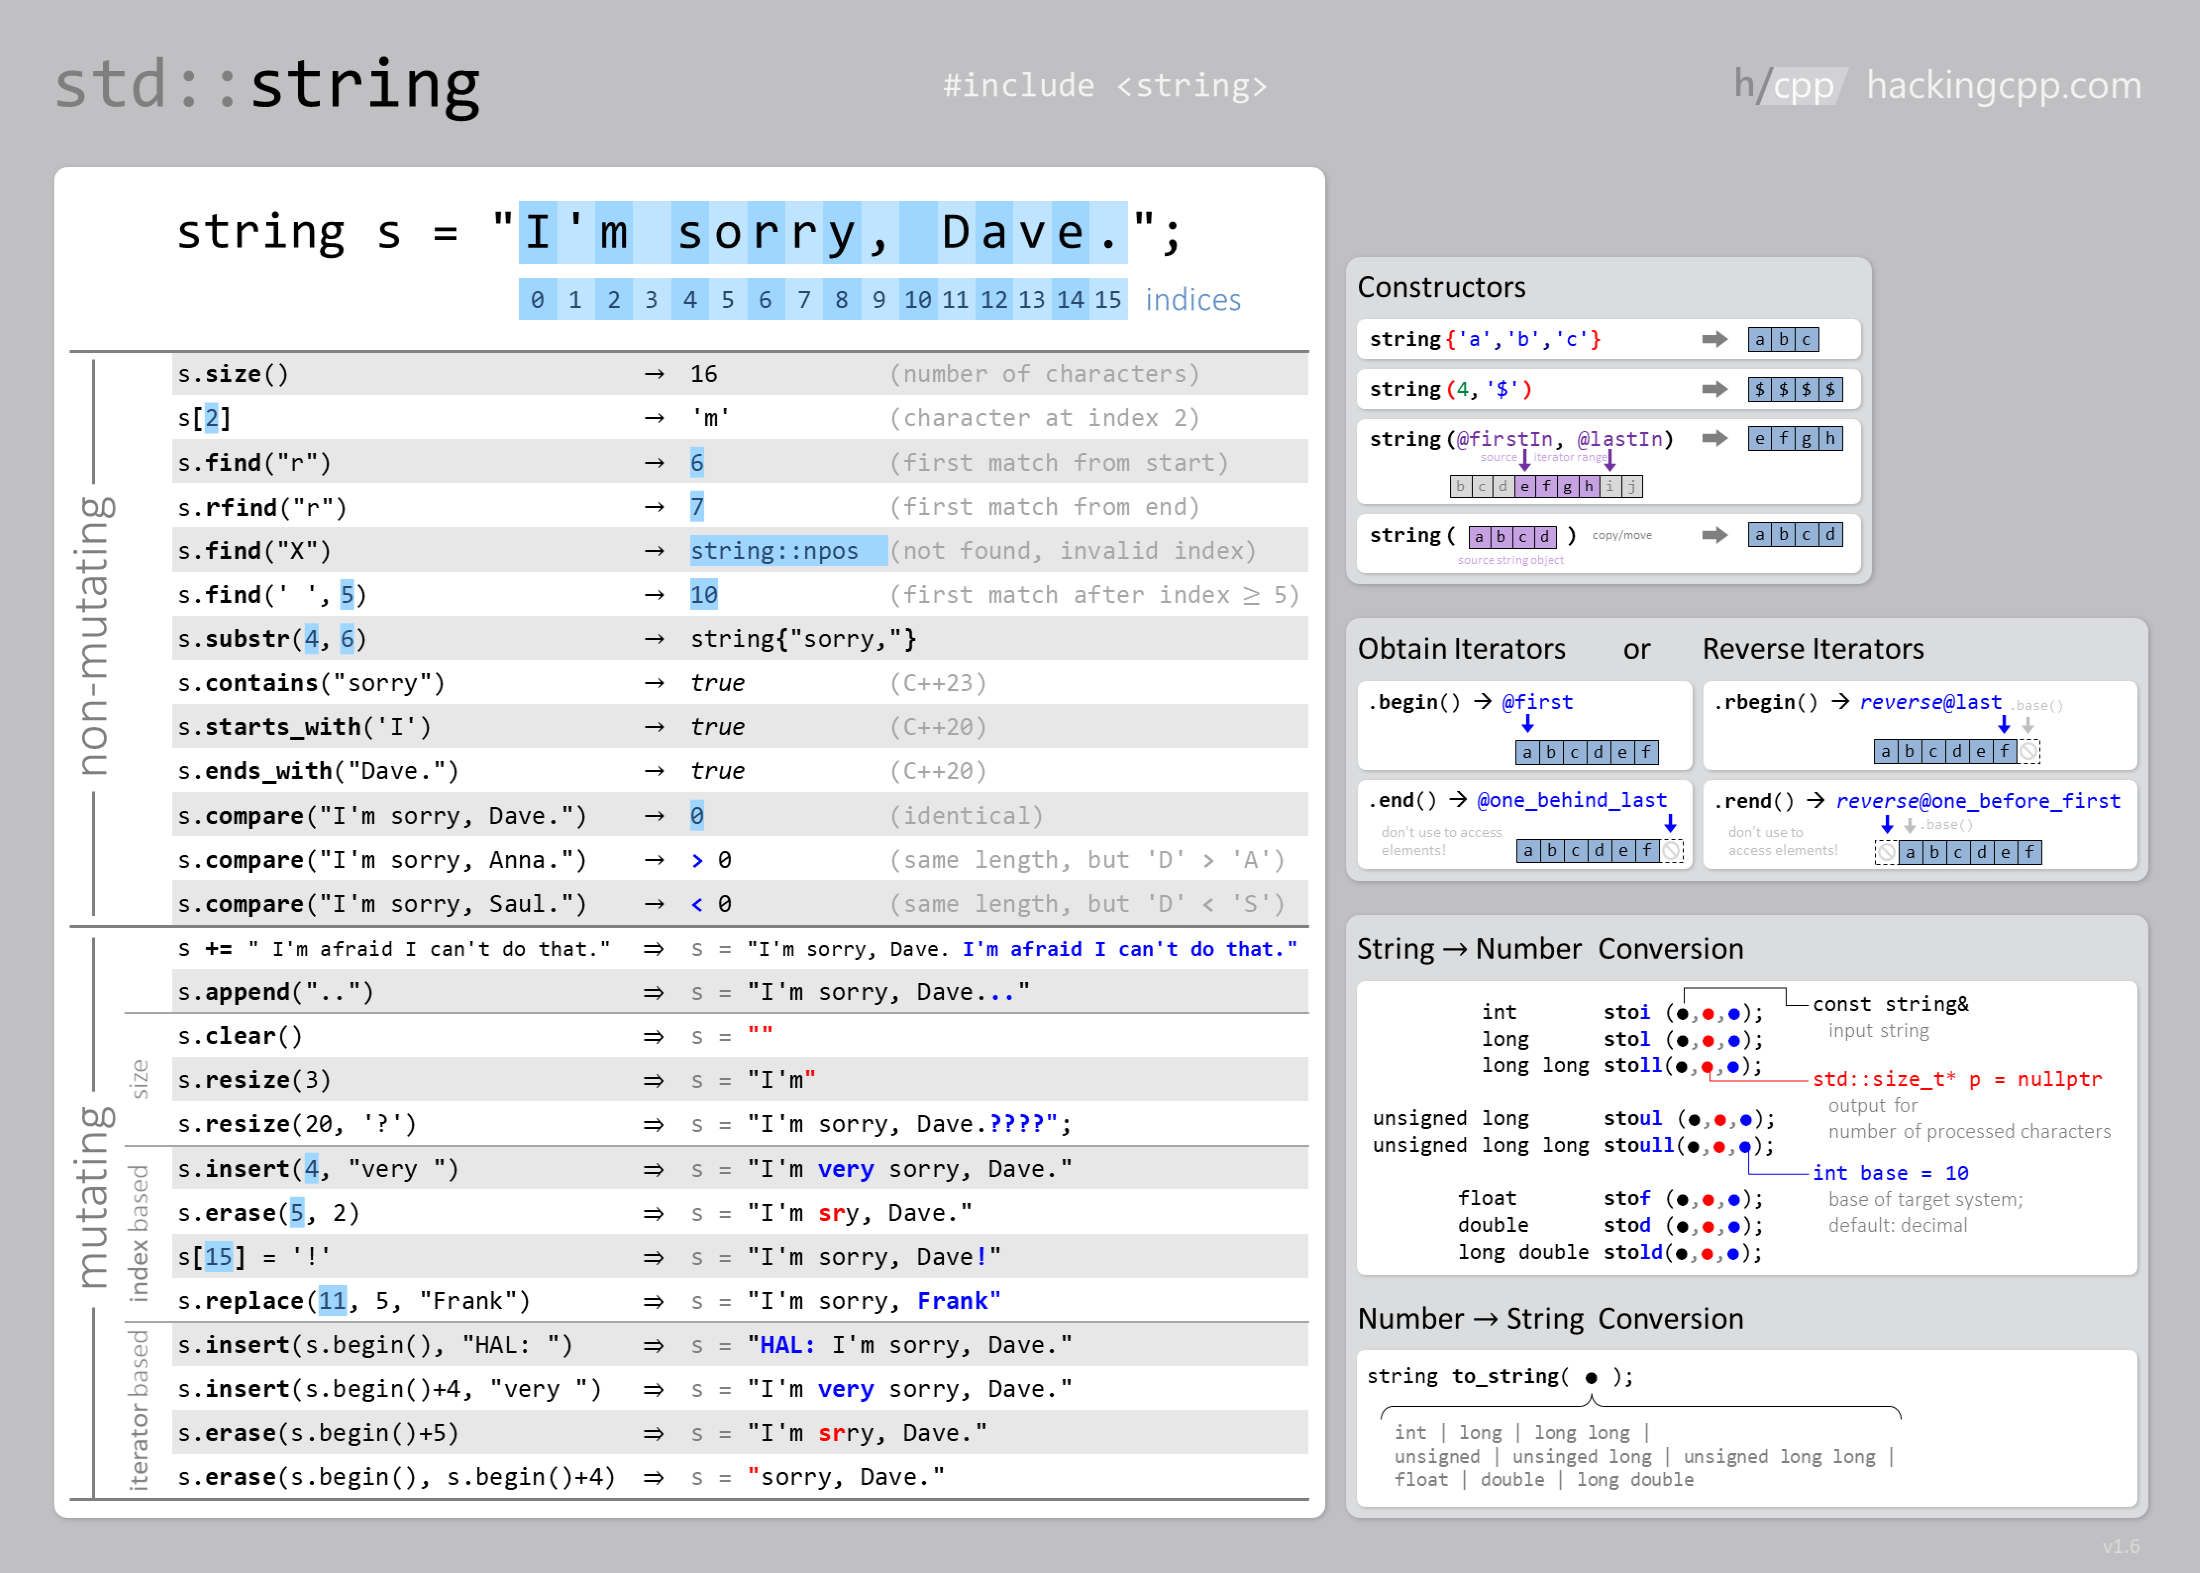 std::string
#include <string>
h/cpp hackingcpp.com
string s = "I'm sorry, Dave.";
0 1 2 3 4 5 6 7 8 9 10 11 12 13 14 15 indices
non-mutating
s.size() → 16 (number of characters)
s[2] → 'm' (character at index 2)
s.find("r") → 6 (first match from start)
s.rfind("r") → 7 (first match from end)
s.find("X") → string::npos (not found, invalid index)
s.find(' ', 5) → 10 (first match after index ≥ 5)
s.substr(4, 6) → string{"sorry,"}
s.contains("sorry") → true (C++23)
s.starts_with('I') → true (C++20)
s.ends_with("Dave.") → true (C++20)
s.compare("I'm sorry, Dave.") → 0 (identical)
s.compare("I'm sorry, Anna.") → > 0 (same length, but 'D' > 'A')
s.compare("I'm sorry, Saul.") → < 0 (same length, but 'D' < 'S')
mutating
s += " I'm afraid I can't do that." ⇒ s = "I'm sorry, Dave. I'm afraid I can't do that."
s.append("..") ⇒ s = "I'm sorry, Dave..."
size
s.clear() ⇒ s = ""
s.resize(3) ⇒ s = "I'm"
s.resize(20, '?') ⇒ s = "I'm sorry, Dave.????";
index based
s.insert(4, "very ") ⇒ s = "I'm very sorry, Dave."
s.erase(5, 2) ⇒ s = "I'm sry, Dave."
s[15] = '!' ⇒ s = "I'm sorry, Dave!"
s.replace(11, 5, "Frank") ⇒ s = "I'm sorry, Frank"
iterator based
s.insert(s.begin(), "HAL: ") ⇒ s = "HAL: I'm sorry, Dave."
s.insert(s.begin()+4, "very ") ⇒ s = "I'm very sorry, Dave."
s.erase(s.begin()+5) ⇒ s = "I'm srry, Dave."
s.erase(s.begin(), s.begin()+4) ⇒ s = "sorry, Dave."
Constructors
string{'a','b','c'} a b c
string(4, '$') $ $ $ $
string(@firstIn, @lastIn) e f g h
source iterator range
b c d e f g h i j
string( a b c d ) copy/move a b c d
source string object
Obtain Iterators or Reverse Iterators
.begin() → @first
a b c d e f
.rbegin() → reverse@last .base()
a b c d e f
.end() → @one_behind_last
don't use to access
elements!
a b c d e f
.rend() → reverse@one_before_first
.base()
don't use to
access elements!
a b c d e f
String → Number Conversion
int stoi (●,●,●);
long stol (●,●,●);
long long stoll(●,●,●);
unsigned long stoul (●,●,●);
unsigned long long stoull(●,●,●);
float stof (●,●,●);
double stod (●,●,●);
long double stold(●,●,●);
const string&
input string
std::size_t* p = nullptr
output for
number of processed characters
int base = 10
base of target system;
default: decimal
Number → String Conversion
string to_string( ● );
int | long | long long |
unsigned | unsinged long | unsigned long long |
float | double | long double
v1.6